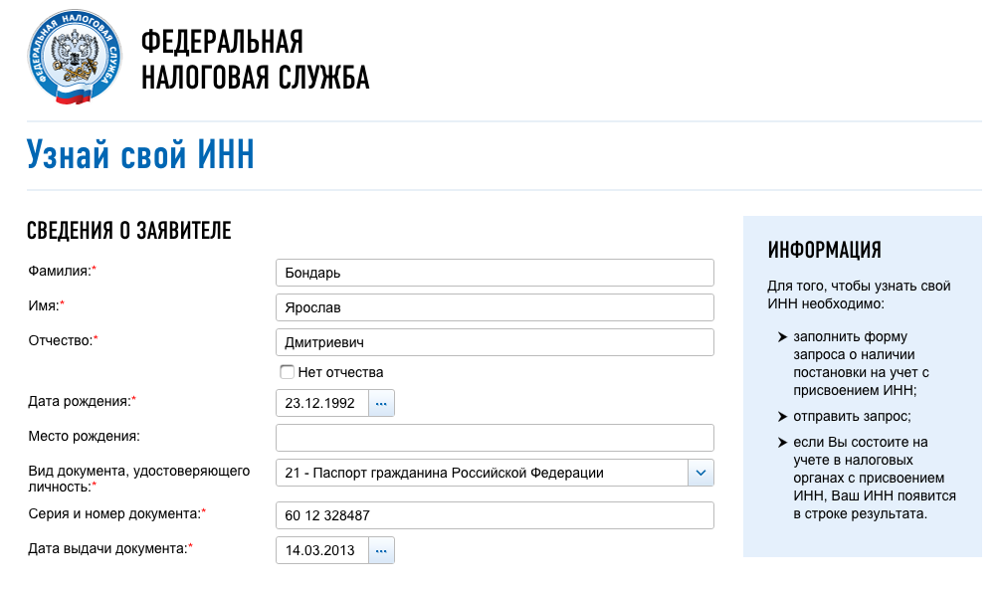 ФЕДЕРАЛЬНАЯ НАЛОГОВАЯ СЛУЖБА
ФЕДЕРАЛЬНАЯ
НАЛОГОВАЯ СЛУЖБА
Узнай свой ИНН
СВЕДЕНИЯ О ЗАЯВИТЕЛЕ
Фамилия:* Бондарь
Имя:* Ярослав
Отчество:* Дмитриевич
Нет отчества
Дата рождения:* 23.12.1992 ...
Место рождения:
Вид документа, удостоверяющего
личность:* 21 - Паспорт гражданина Российской Федерации
Серия и номер документа:* 60 12 328487
Дата выдачи документа:* 14.03.2013 ...
ИНФОРМАЦИЯ
Для того, чтобы узнать свой
ИНН необходимо:
заполнить форму
запроса о наличии
постановки на учет с
присвоением ИНН;
отправить запрос;
если Вы состоите на
учете в налоговых
органах с присвоением
ИНН, Ваш ИНН появится
в строке результата.